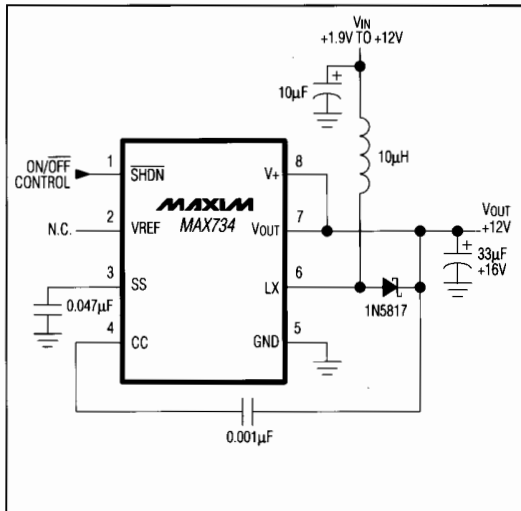 VIN
+1.9V TO +12V
10µF
+
10µH
ON/OFF
CONTROL
1
SHDN
MAXIM
MAX734
V+
8
N.C.
2
VREF
VOUT
7
VOUT
+12V
+
33µF
+16V
3
SS
LX
6
1N5817
0.047µF
4
CC
GND
5
0.001µF